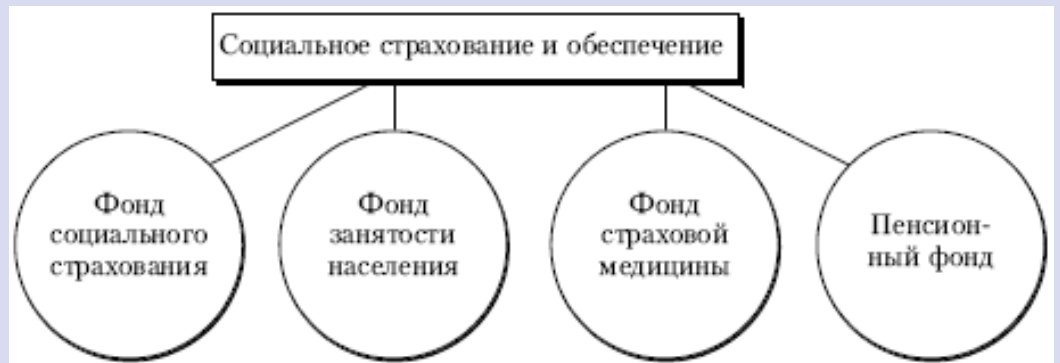 Социальное страхование и обеспечение
Фонд
социального
страхования
Фонд
занятости
населения
Фонд
страховой
медицины
Пенсион-
ный фонд